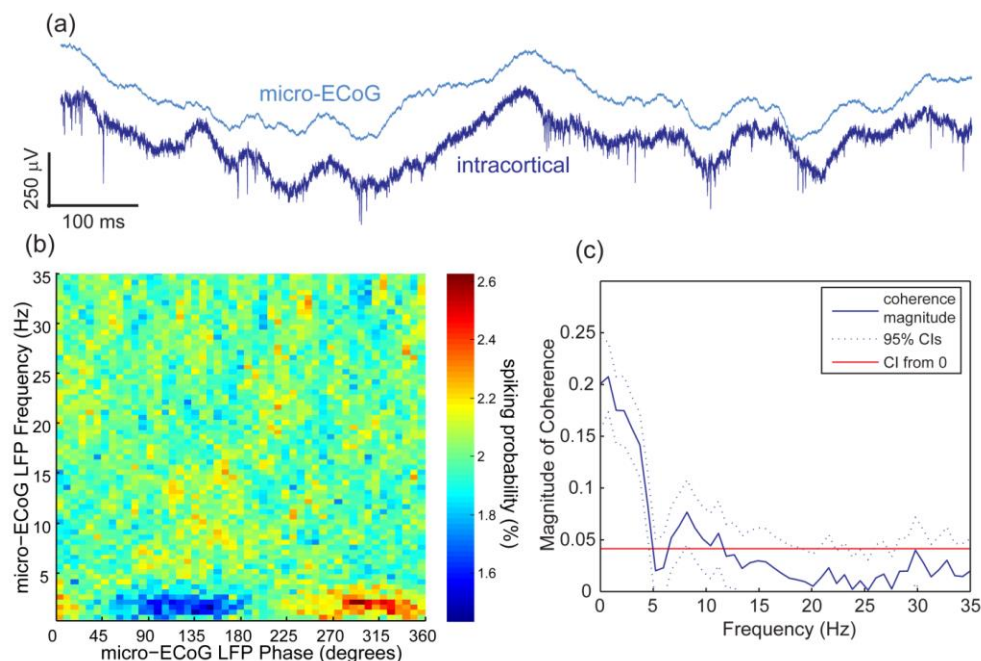 (a)
micro-ECoG
intracortical
250 μV
100 ms
(b)
micro-ECoG LFP Frequency (Hz)
35
30
25
20
15
10
5
0 45 90 135 180 225 270 315 360
micro-ECoG LFP Phase (degrees)
2.6
2.4
2.2
2
1.8
1.6
spiking probability (%)
(c)
Magnitude of Coherence
0.25
0.2
0.15
0.1
0.05
0
0 5 10 15 20 25 30 35
Frequency (Hz)
coherence
magnitude
95% CIs
CI from 0